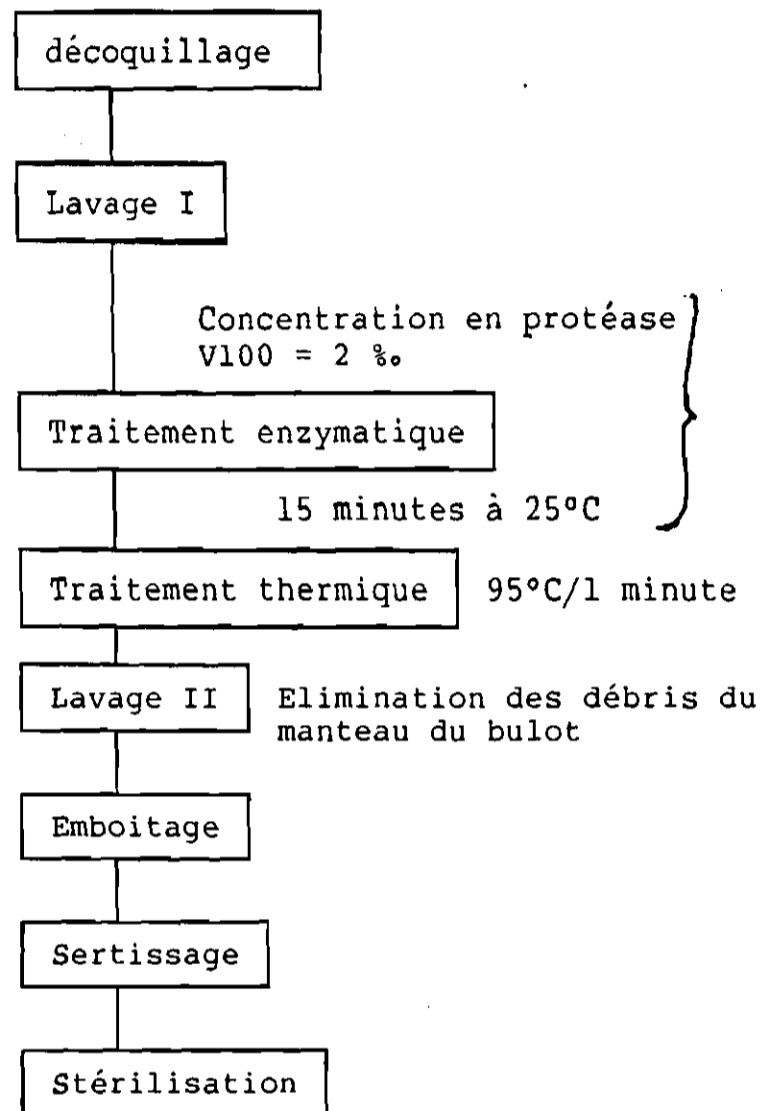 décoquillage
Lavage I
Concentration en protéase
V100 = 2 ‰
Traitement enzymatique
15 minutes à 25°C
Traitement thermique 95°C/1 minute
Lavage II Elimination des débris du
manteau du bulot
Emboitage
Sertissage
Stérilisation